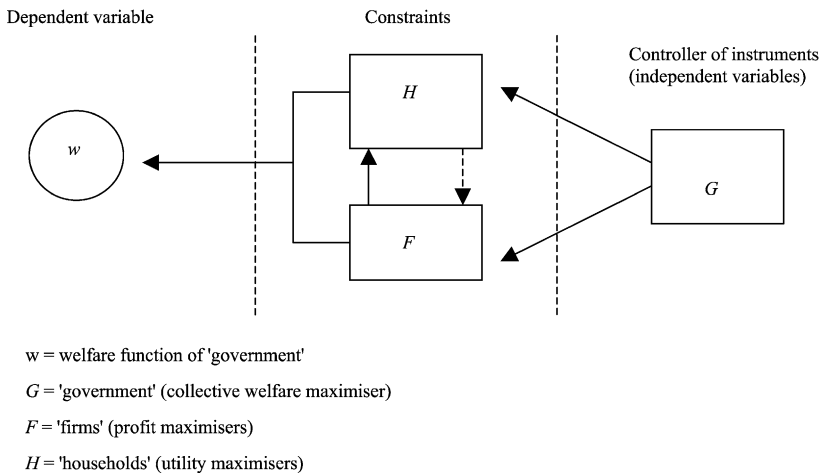 Dependent variable
Constraints
Controller of instruments
(independent variables)
H
w
G
F
w = welfare function of 'government'
G = 'government' (collective welfare maximiser)
F = 'firms' (profit maximisers)
H = 'households' (utility maximisers)